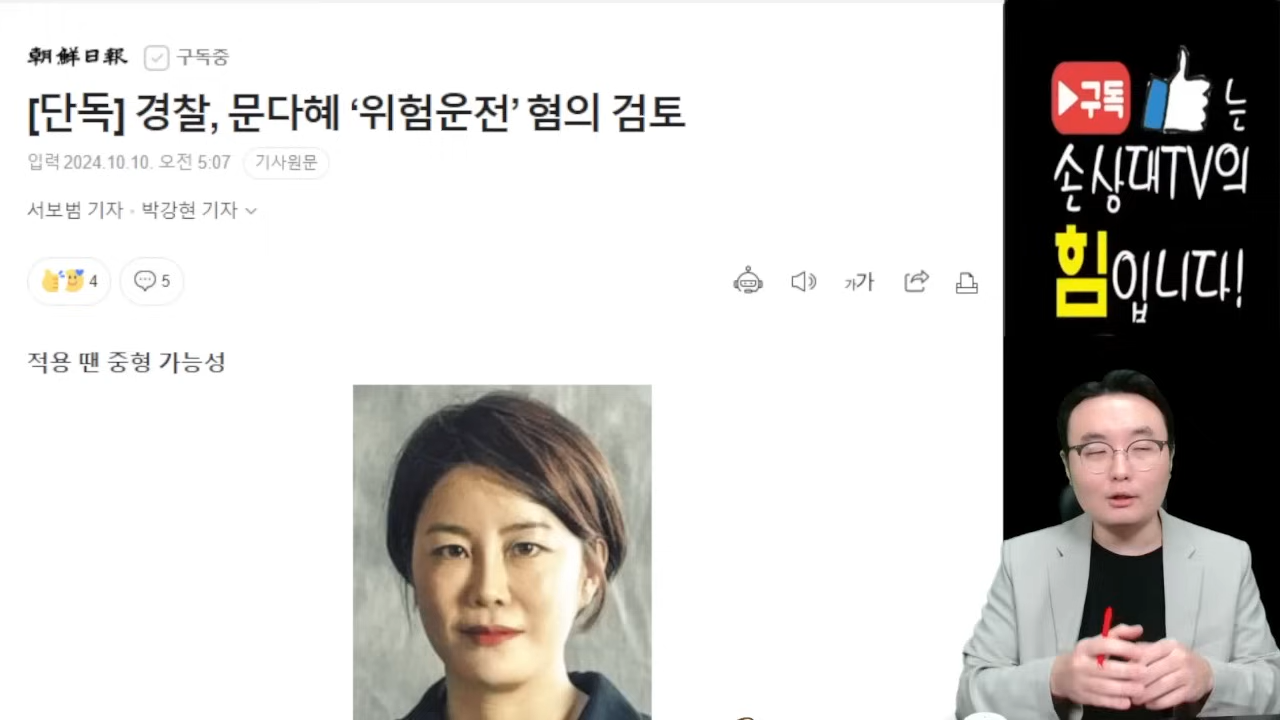 朝鮮日報 구독중
[단독] 경찰, 문다혜 ‘위험운전’ 혐의 검토
입력 2024.10.10. 오전 5:07 기사원문
서보범 기자 · 박강현 기자
4 5
가가
적용 땐 중형 가능성
구독 는
손상대TV의
힘입니다!